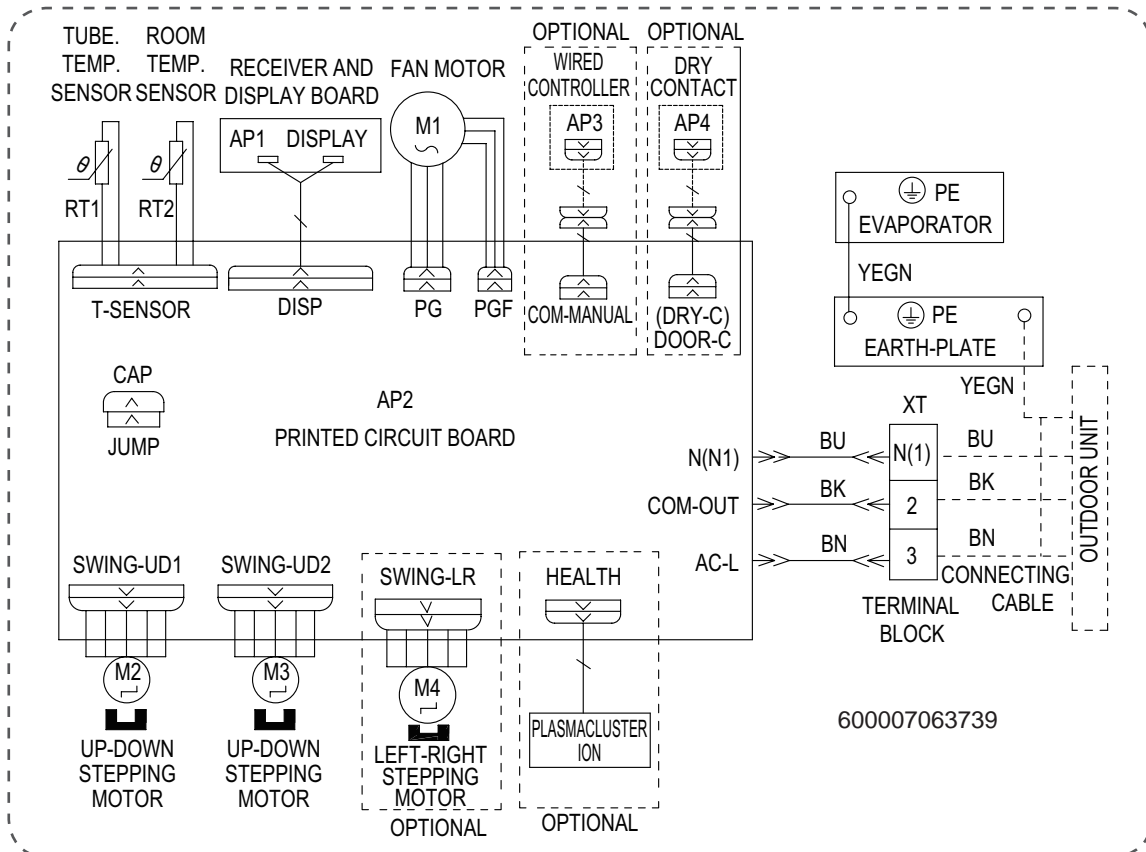 TUBE.
TEMP.
SENSOR
ROOM
TEMP.
SENSOR
RECEIVER AND
DISPLAY BOARD
FAN MOTOR
OPTIONAL
WIRED
CONTROLLER
OPTIONAL
DRY
CONTACT
AP1 DISPLAY
M1
AP3
AP4
θ
RT1
θ
RT2
PE
EVAPORATOR
YEGN
PE
EARTH-PLATE
YEGN
T-SENSOR
DISP
PG
PGF
COM-MANUAL
(DRY-C)
DOOR-C
CAP
JUMP
AP2
PRINTED CIRCUIT BOARD
XT
N(N1)
BU
N(1)
BU
COM-OUT
BK
2
BK
AC-L
BN
3
BN
OUTDOOR UNIT
CONNECTING
CABLE
TERMINAL
BLOCK
SWING-UD1
SWING-UD2
SWING-LR
HEALTH
M2
M3
M4
UP-DOWN
STEPPING
MOTOR
UP-DOWN
STEPPING
MOTOR
LEFT-RIGHT
STEPPING
MOTOR
OPTIONAL
PLASMACLUSTER
ION
OPTIONAL
600007063739